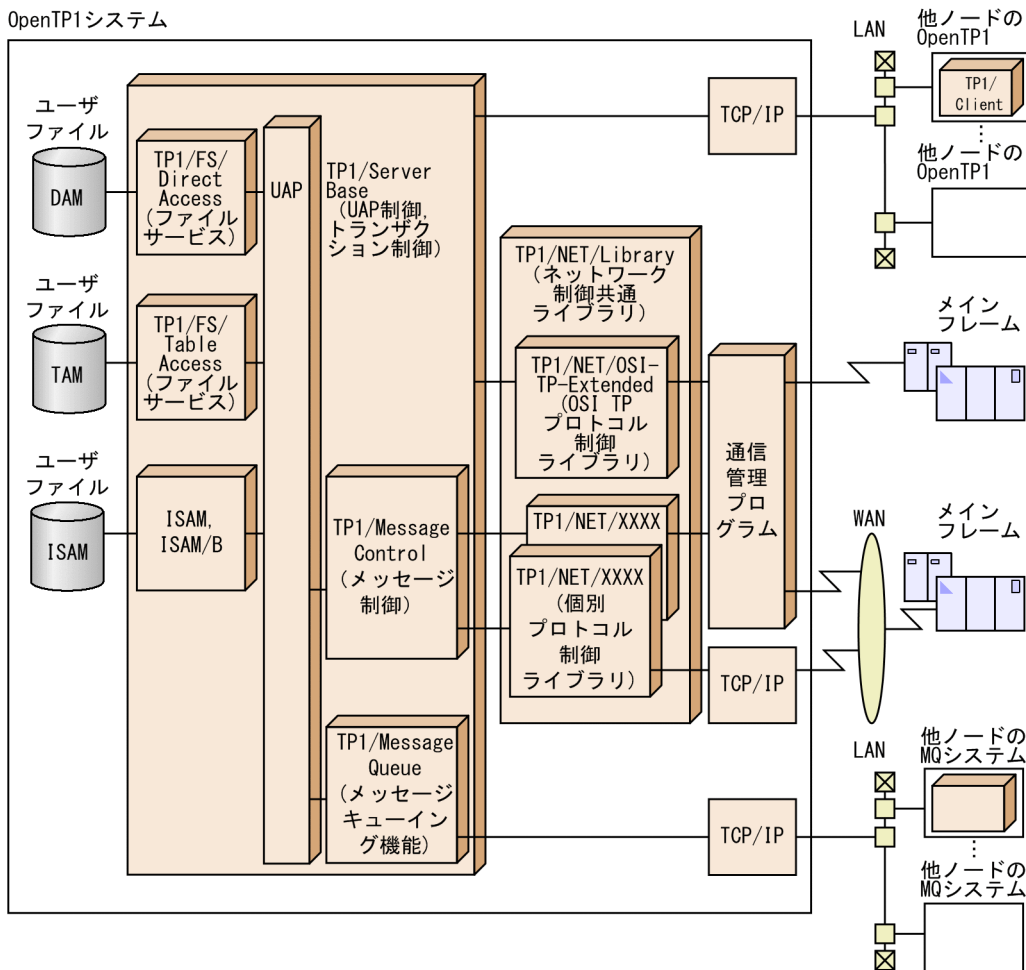 OpenTP1システム
LAN
他ノードの
OpenTP1
TP1/
Client
他ノードの
OpenTP1
TCP/IP
ユーザ
ファイル
DAM
TP1/FS/
Direct
Access
(ファイル
サービス)
UAP
TP1/Server
Base
(UAP制御,
トランザク
ション制御)
TP1/NET/Library
(ネットワーク
制御共通
ライブラリ)
ユーザ
ファイル
TAM
TP1/FS/
Table
Access
(ファイル
サービス)
TP1/NET/OSI-
TP-Extended
(OSI TP
プロトコル
制御
ライブラリ)
通信
管理
プロ
グラム
メイン
フレーム
ユーザ
ファイル
ISAM
ISAM,
ISAM/B
TP1/Message
Control
(メッセージ
制御)
TP1/NET/XXXX
TP1/NET/XXXX
(個別
プロトコル
制御
ライブラリ)
TCP/IP
WAN
メイン
フレーム
TP1/Message
Queue
(メッセージ
キューイン
グ機能)
TCP/IP
LAN
他ノードの
MQシステム
他ノードの
MQシステム